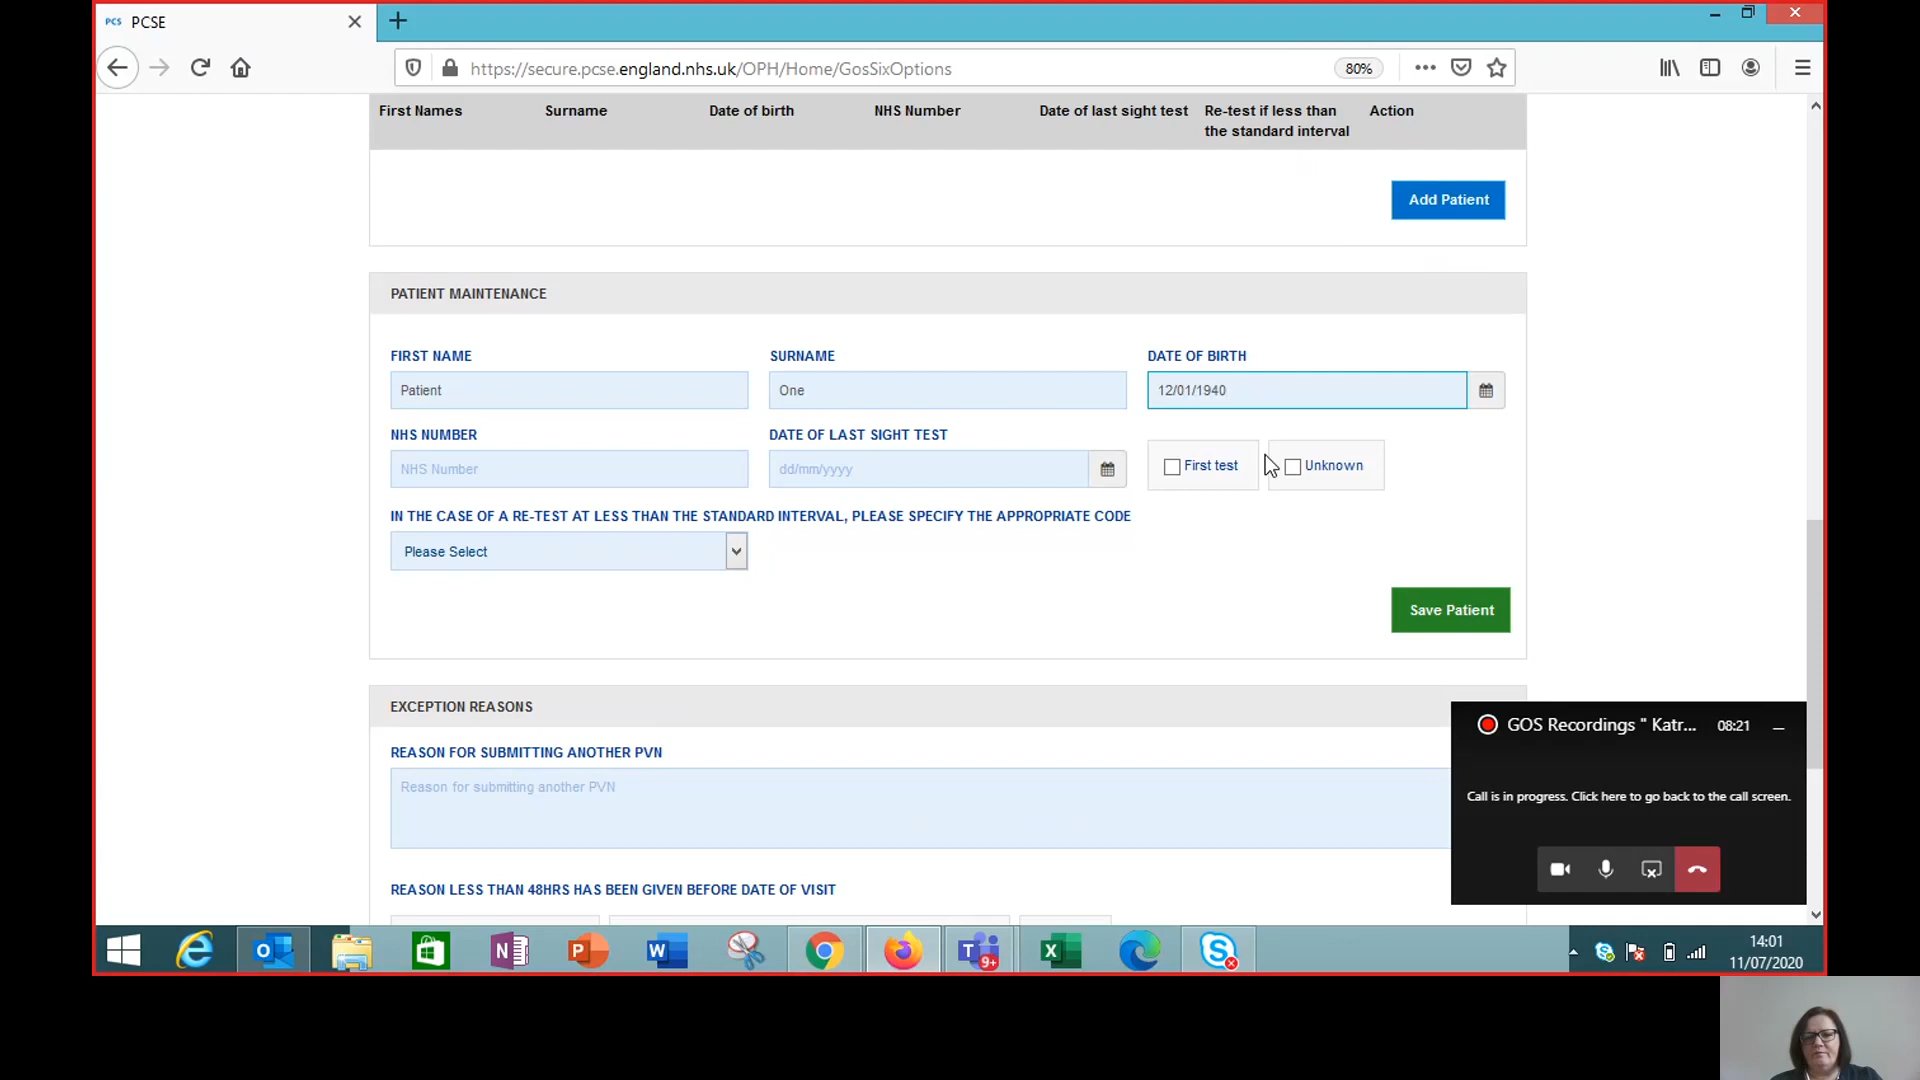 PCS PCSE
https://secure.pcse.england.nhs.uk/OPH/Home/GosSixOptions 80%
First Names Surname Date of birth NHS Number Date of last sight test Re-test if less than the standard interval Action
Add Patient
PATIENT MAINTENANCE
FIRST NAME SURNAME DATE OF BIRTH
Patient One 12/01/1940
NHS NUMBER DATE OF LAST SIGHT TEST
NHS Number dd/mm/yyyy First test Unknown
IN THE CASE OF A RE-TEST AT LESS THAN THE STANDARD INTERVAL, PLEASE SPECIFY THE APPROPRIATE CODE
Please Select
Save Patient
EXCEPTION REASONS
REASON FOR SUBMITTING ANOTHER PVN
Reason for submitting another PVN
REASON LESS THAN 48HRS HAS BEEN GIVEN BEFORE DATE OF VISIT
GOS Recordings " Katr... 08:21
Call is in progress. Click here to go back to the call screen.
9+
14:01
11/07/2020